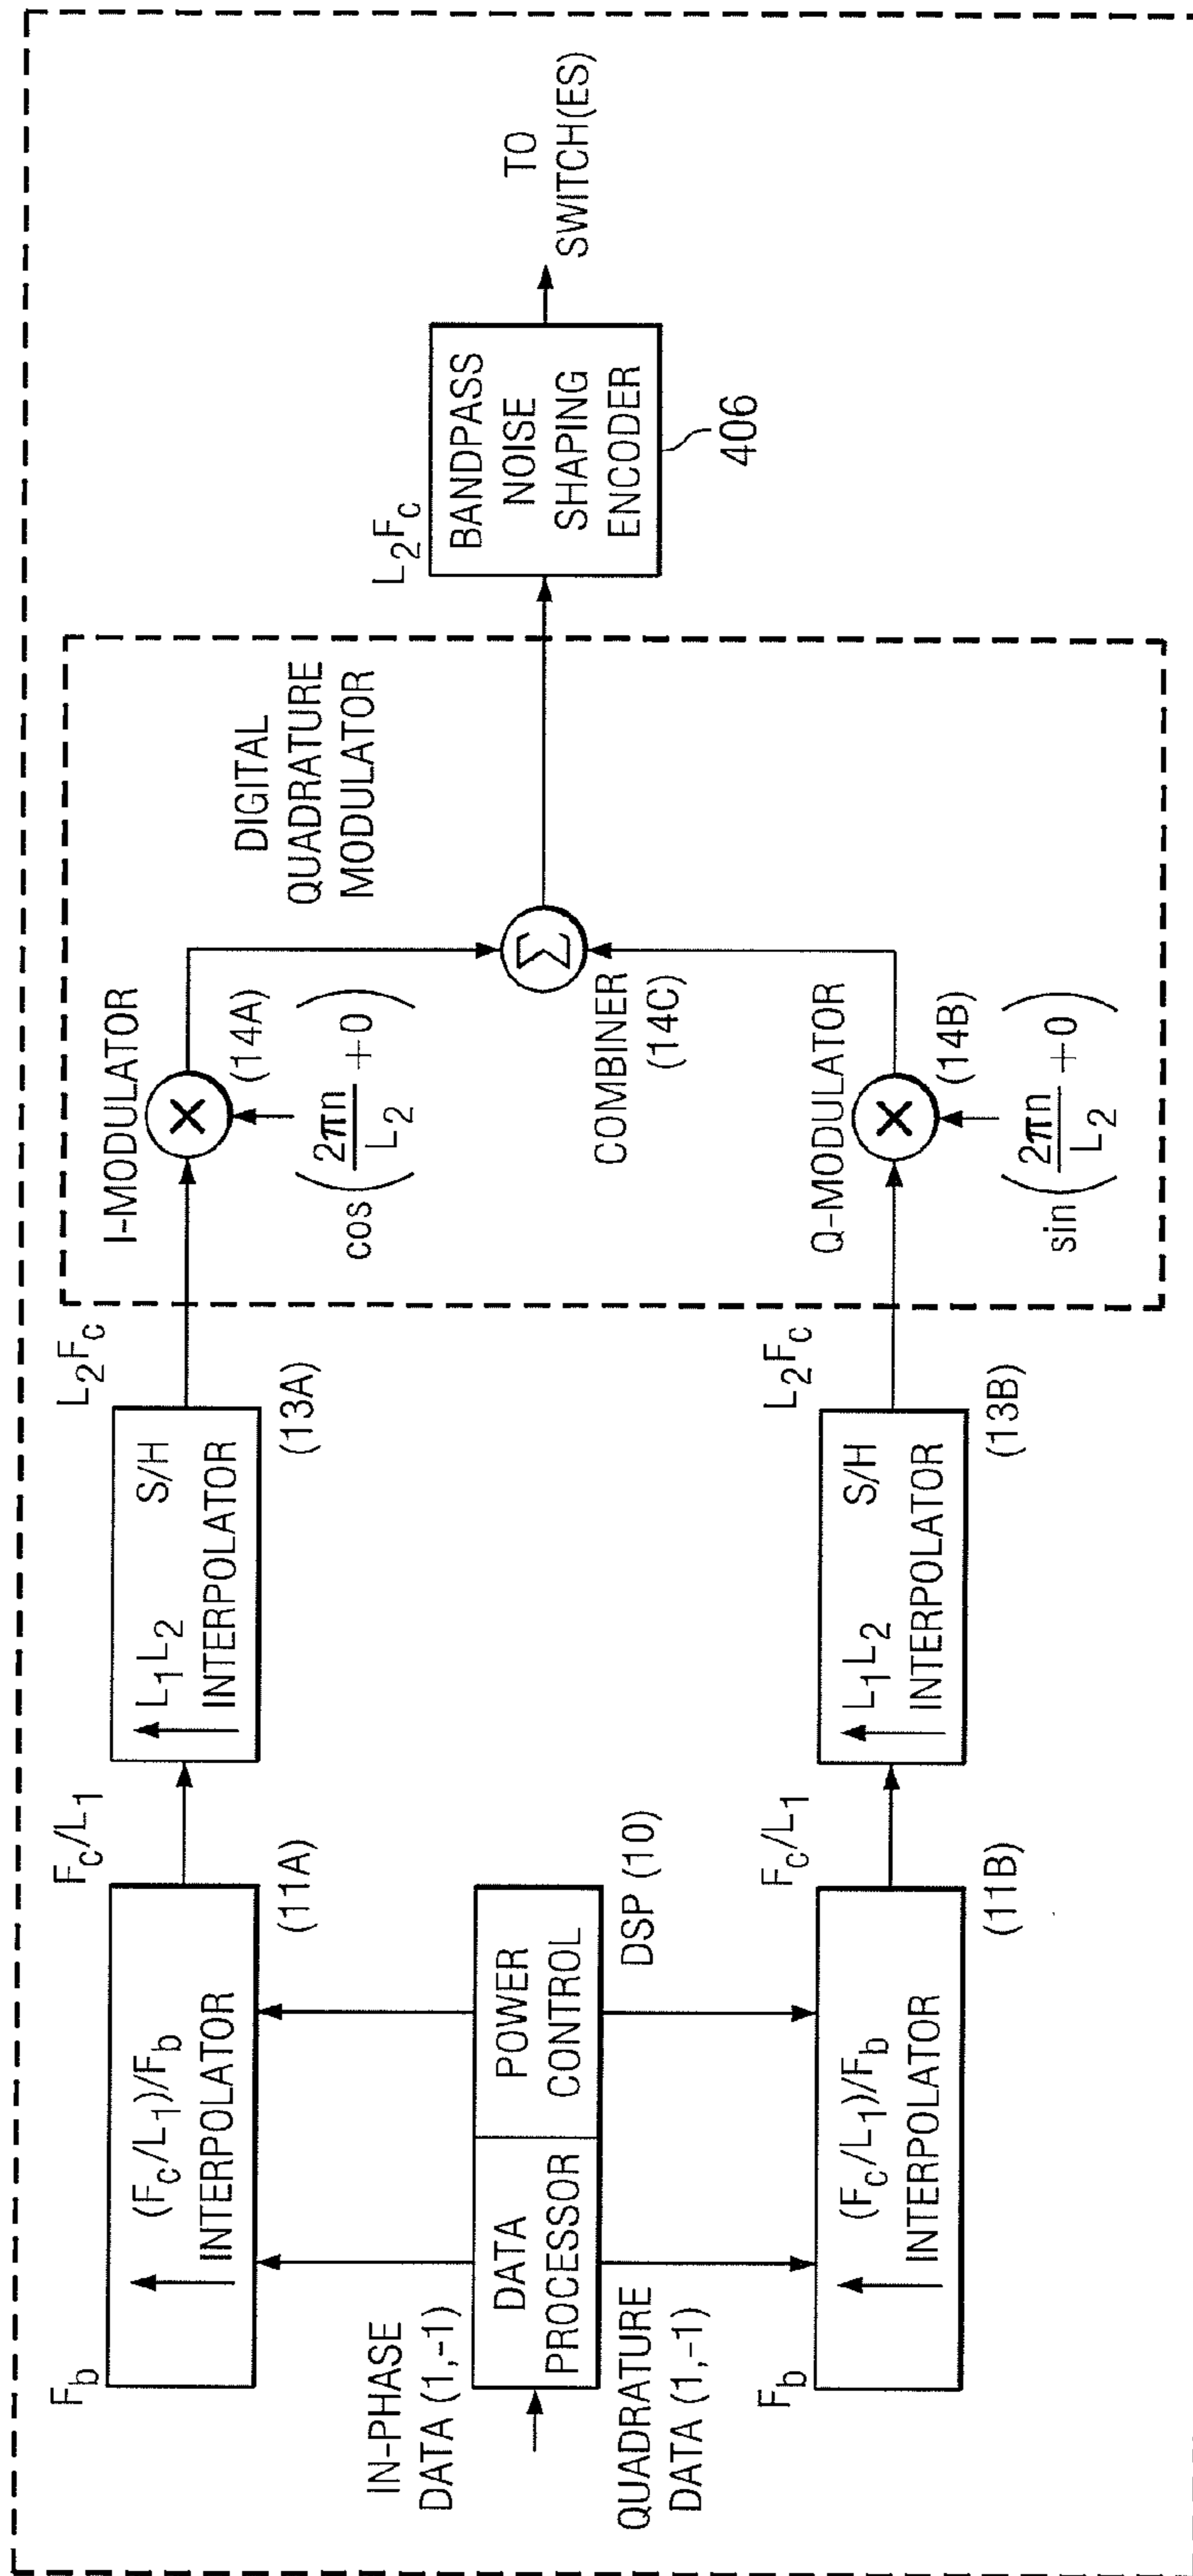 F_b
(F_c/L_1)/F_b
INTERPOLATOR
(11A)
F_c/L_1
L_1L_2 S/H
INTERPOLATOR
(13A)
L_2F_c
I-MODULATOR
×
(14A)
cos(2πn/L_2 +0)
DIGITAL
QUADRATURE
MODULATOR
IN-PHASE
DATA (1,-1)
DATA
PROCESSOR
POWER
CONTROL
DSP (10)
QUADRATURE
DATA (1,-1)
Σ
COMBINER
(14C)
L_2F_c
BANDPASS
NOISE
SHAPING
ENCODER
406
TO
SWITCH(ES)
F_b
(F_c/L_1)/F_b
INTERPOLATOR
(11B)
F_c/L_1
L_1L_2 S/H
INTERPOLATOR
(13B)
L_2F_c
Q-MODULATOR
×
(14B)
sin(2πn/L_2 +0)